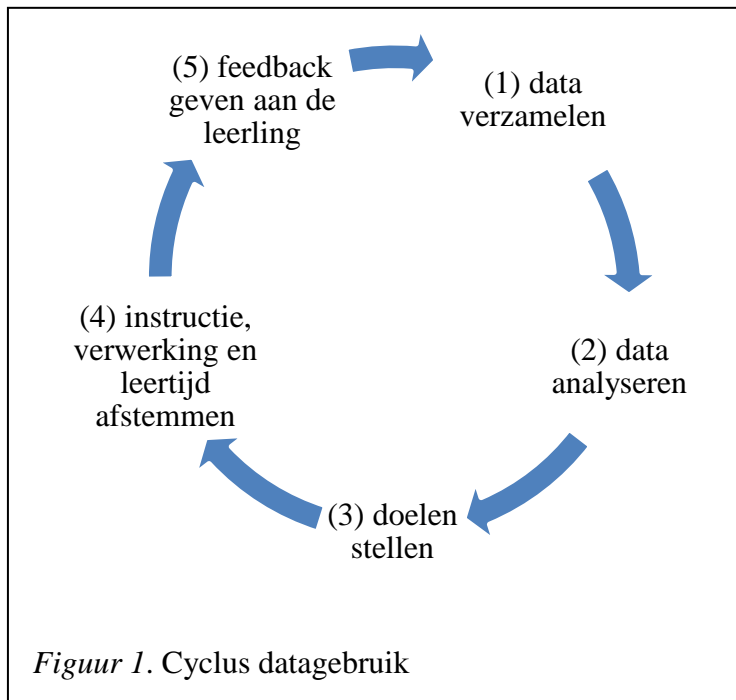 (1) data
verzamelen
(2) data
analyseren
(3) doelen
stellen
(4) instructie,
verwerking en
leertijd
afstemmen
(5) feedback
geven aan de
leerling
Figuur 1. Cyclus datagebruik